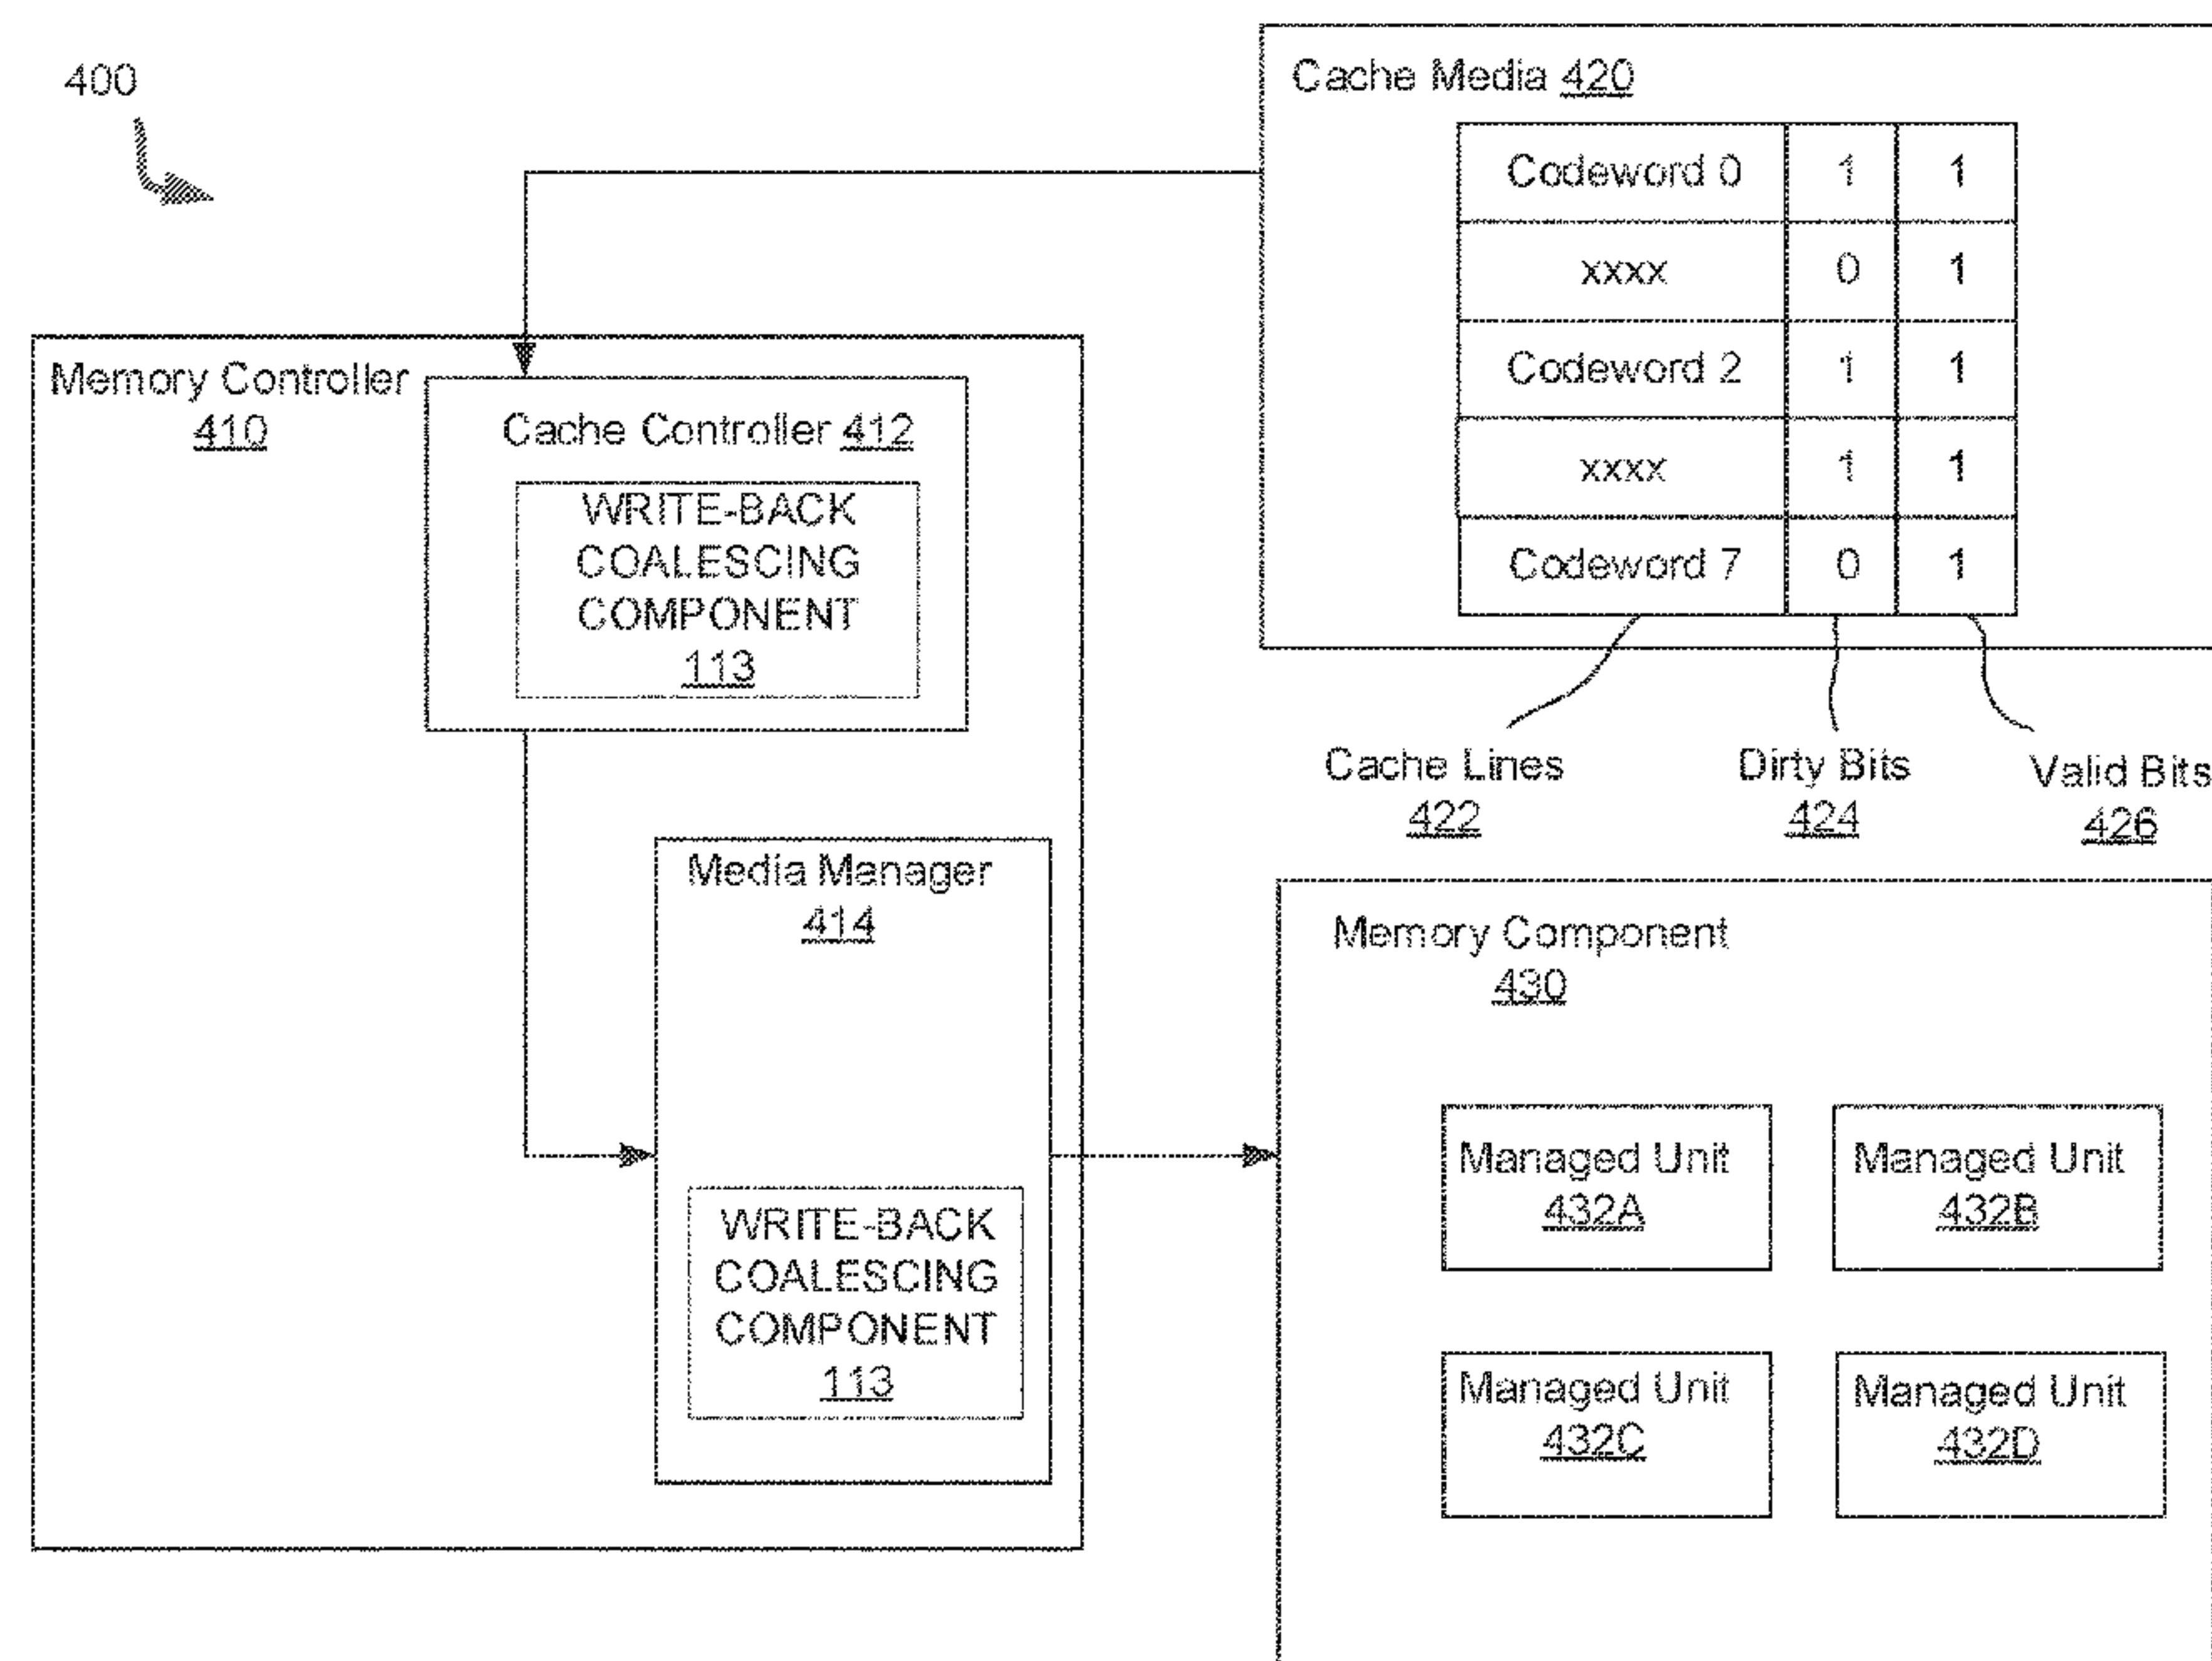 400
Cache Media 420
Codeword 0 1 1
xxxx 0 1
Codeword 2 1 1
xxxx 1 1
Codeword 7 0 1
Cache Lines
422
Dirty Bits
424
Valid Bits
426
Memory Controller
410
Cache Controller 412
WRITE-BACK
COALESCING
COMPONENT
113
Media Manager
414
WRITE-BACK
COALESCING
COMPONENT
113
Memory Component
430
Managed Unit
432A
Managed Unit
432B
Managed Unit
432C
Managed Unit
432D